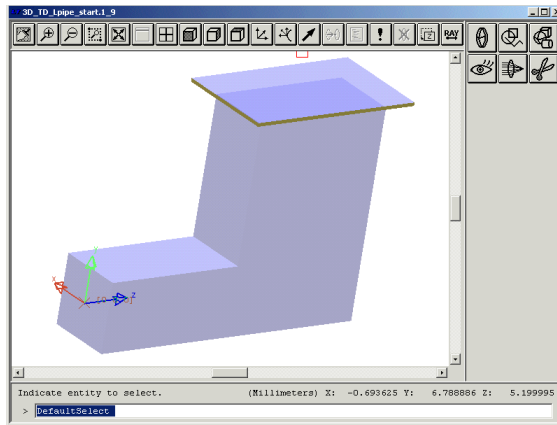 3D_TD_Lpipe_start.1_9
RAY
Y
X
Z
Indicate entity to select. (Millimeters) X: -0.693625 Y: 6.788886 Z: 5.199995
> DefaultSelect